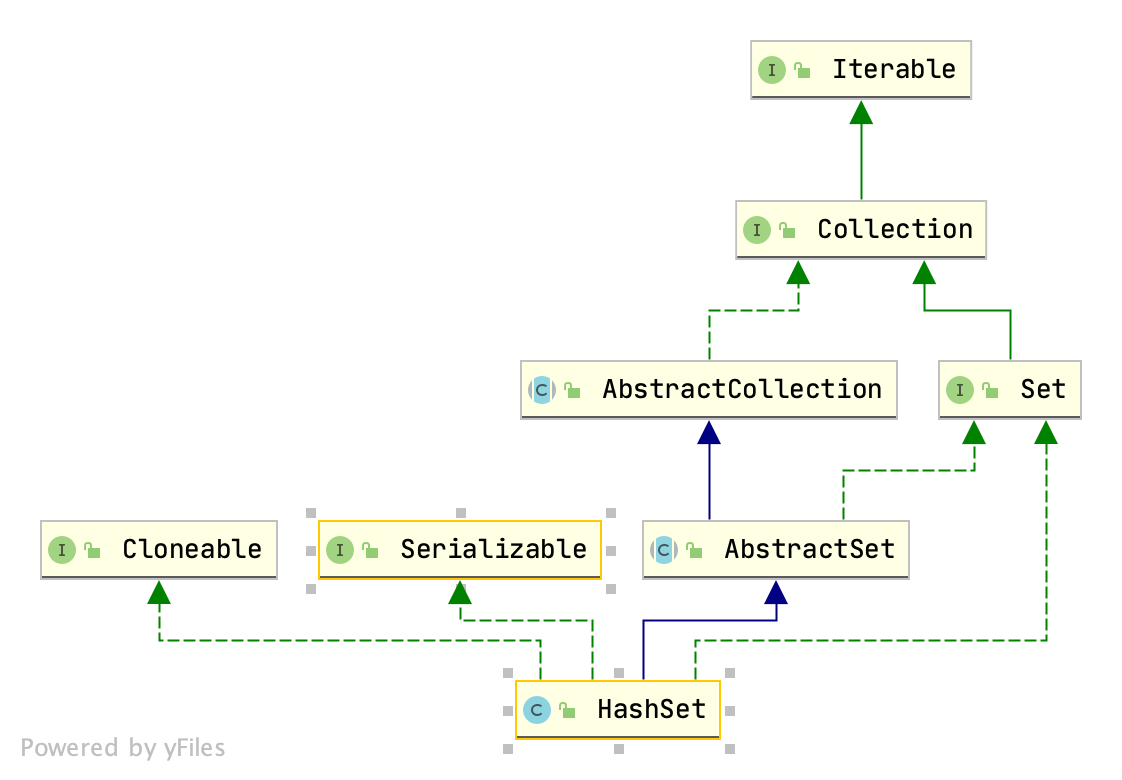 I Iterable
I Collection
C AbstractCollection
I Set
I Cloneable
I Serializable
C AbstractSet
C HashSet
Powered by yFiles